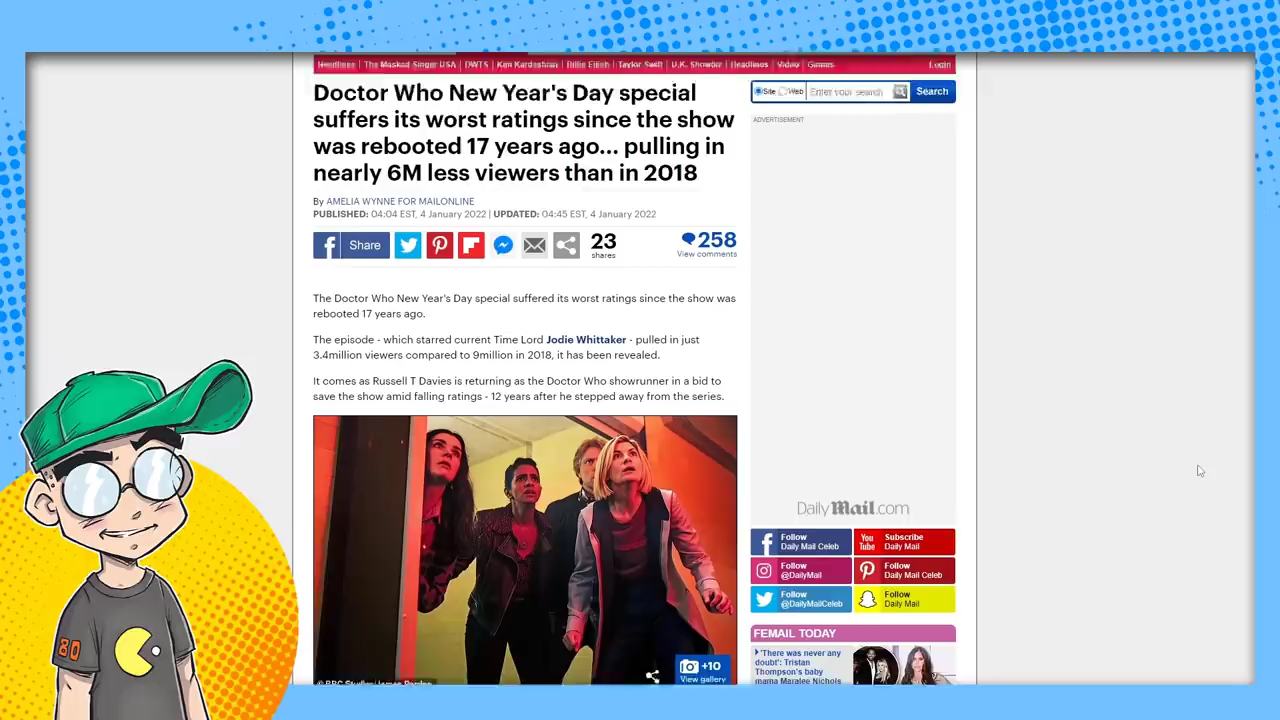 Headlines | The Masked Singer USA | DWTS | Kim Kardashian | Billie Eilish | Taylor Swift | U.K. Showbiz | Headlines | Video | Games
Login
Doctor Who New Year's Day special
suffers its worst ratings since the show
was rebooted 17 years ago... pulling in
nearly 6M less viewers than in 2018
By AMELIA WYNNE FOR MAILONLINE
PUBLISHED: 04:04 EST, 4 January 2022 | UPDATED: 04:45 EST, 4 January 2022
Share
23
shares
258
View comments
The Doctor Who New Year's Day special suffered its worst ratings since the show was
rebooted 17 years ago.
The episode - which starred current Time Lord Jodie Whittaker - pulled in just
3.4million viewers compared to 9million in 2018, it has been revealed.
It comes as Russell T Davies is returning as the Doctor Who showrunner in a bid to
save the show amid falling ratings - 12 years after he stepped away from the series.
+10
View gallery
Site Web Enter your search Search
ADVERTISEMENT
DailyMail.com
Follow
Daily Mail Celeb
You
Tube
Subscribe
Daily Mail
Follow
@DailyMail
Follow
Daily Mail Celeb
Follow
@DailyMailCeleb
Follow
Daily Mail
FEMAIL TODAY
'There was never any
doubt': Tristan
Thompson's baby
mama Maralee Nichols
80